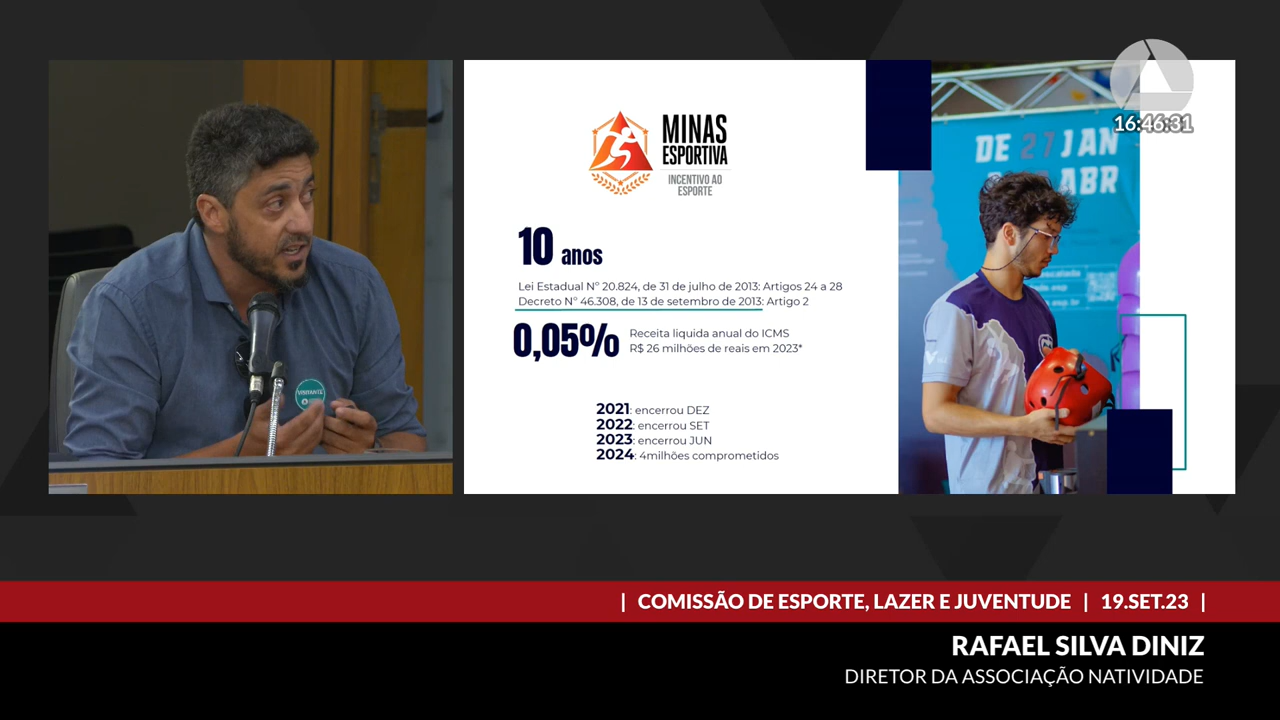 16:46:31
MINAS
ESPORTIVA
INCENTIVO AO
ESPORTE
10 anos
Lei Estadual Nº 20.824, de 31 de julho de 2013: Artigos 24 a 28
Decreto Nº 46.308, de 13 de setembro de 2013: Artigo 2
0,05%
Receita liquida anual do ICMS
R$ 26 milhões de reais em 2023*
2021: encerrou DEZ
2022: encerrou SET
2023: encerrou JUN
2024: 4milhões comprometidos
DE 27 JAN
ABR
VISITANTE
| COMISSÃO DE ESPORTE, LAZER E JUVENTUDE | 19.SET.23 |
RAFAEL SILVA DINIZ
DIRETOR DA ASSOCIAÇÃO NATIVIDADE